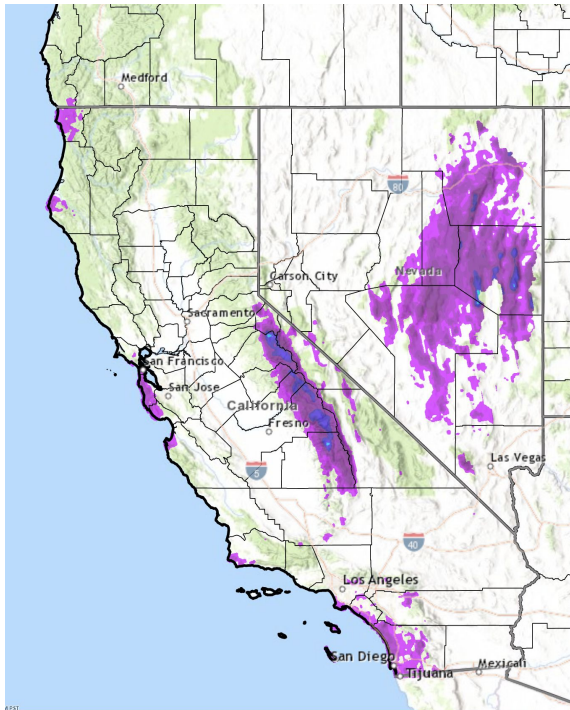 Medford
80
Nevada
Carson City
Sacramento
San Francisco
San Jose
California
Fresno
Las Vegas
5
40
Los Angeles
San Diego
Tijuana
Mexicali